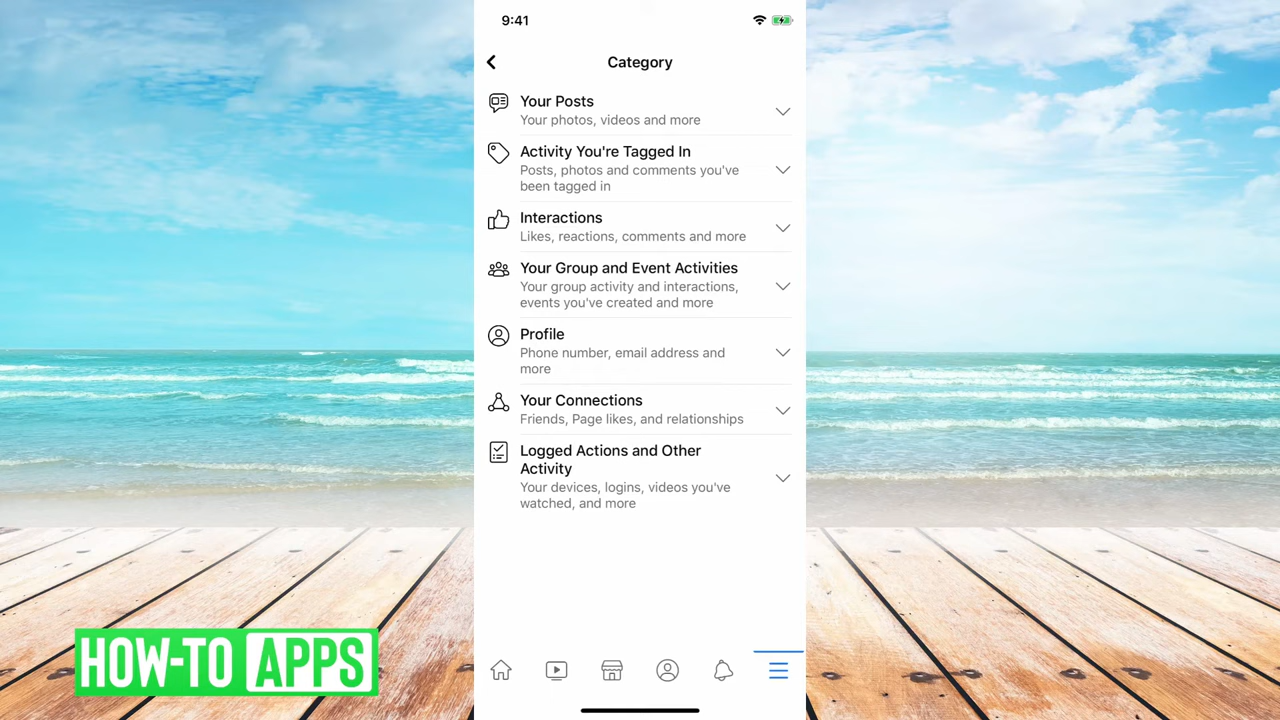 9:41
Category
Your Posts
Your photos, videos and more
Activity You're Tagged In
Posts, photos and comments you've
been tagged in
Interactions
Likes, reactions, comments and more
Your Group and Event Activities
Your group activity and interactions,
events you've created and more
Profile
Phone number, email address and
more
Your Connections
Friends, Page likes, and relationships
Logged Actions and Other
Activity
Your devices, logins, videos you've
watched, and more
HOW-TO APPS